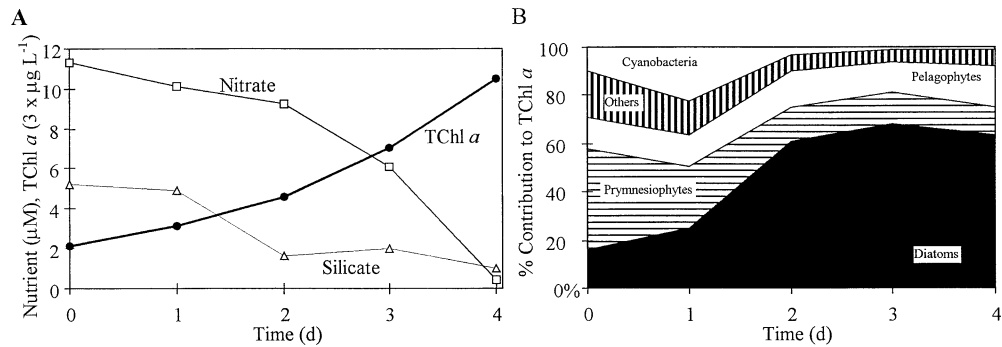 A
Nutrient (µM), TChl a (3 x µg L-1)
12
10
8
6
4
2
0
Nitrate
TChl a
Silicate
0 1 2 3 4
Time (d)
B
% Contribution to TChl a
100
80
60
40
20
0%
Cyanobacteria
Others
Pelagophytes
Prymnesiophytes
Diatoms
0 1 2 3 4
Time (d)